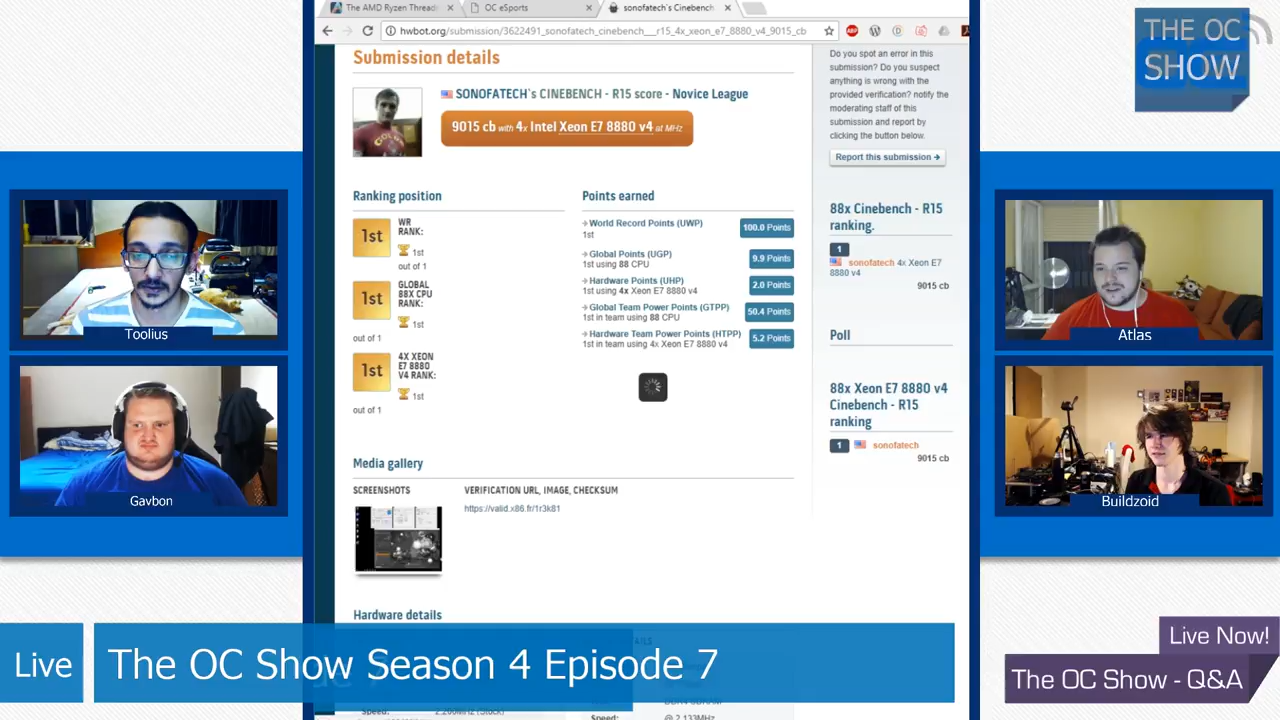 The AMD Ryzen Thread
OC eSports
sonofatech's Cinebench
hwbot.org/submission/3622491_sonofatech_cinebench___r15_4x_xeon_e7_8880_v4_9015_cb
ABP
Submission details
SONOFATECH's CINEBENCH - R15 score - Novice League
9015 cb with 4x Intel Xeon E7 8880 v4 at MHz
Ranking position
1st
WR
RANK:
1st
out of 1
1st
GLOBAL
88X CPU
RANK:
1st
out of 1
1st
4X XEON
E7 8880
V4 RANK:
1st
out of 1
Points earned
World Record Points (UWP)
1st
100.0 Points
Global Points (UGP)
1st using 88 CPU
9.9 Points
Hardware Points (UHP)
1st using 4x Xeon E7 8880 v4
2.0 Points
Global Team Power Points (GTPP)
1st in team using 88 CPU
50.4 Points
Hardware Team Power Points (HTPP)
1st in team using 4x Xeon E7 8880 v4
5.2 Points
Media gallery
SCREENSHOTS
VERIFICATION URL, IMAGE, CHECKSUM
https://valid.x86.fr/1r3k81
Hardware details
Speed:
2.200MHz (Stock)
Speed:
@ 2,133MHz
Do you spot an error in this
submission? Do you suspect
anything is wrong with the
provided verification? notify the
moderating staff of this
submission and report by
clicking the button below.
Report this submission
88x Cinebench - R15
ranking.
1
sonofatech 4x Xeon E7
8880 v4
9015 cb
Poll
88x Xeon E7 8880 v4
Cinebench - R15
ranking
1 sonofatech
9015 cb
Toolius
Gavbon
Atlas
Buildzoid
THE OC
SHOW
Live
The OC Show Season 4 Episode 7
Live Now!
The OC Show - Q&A